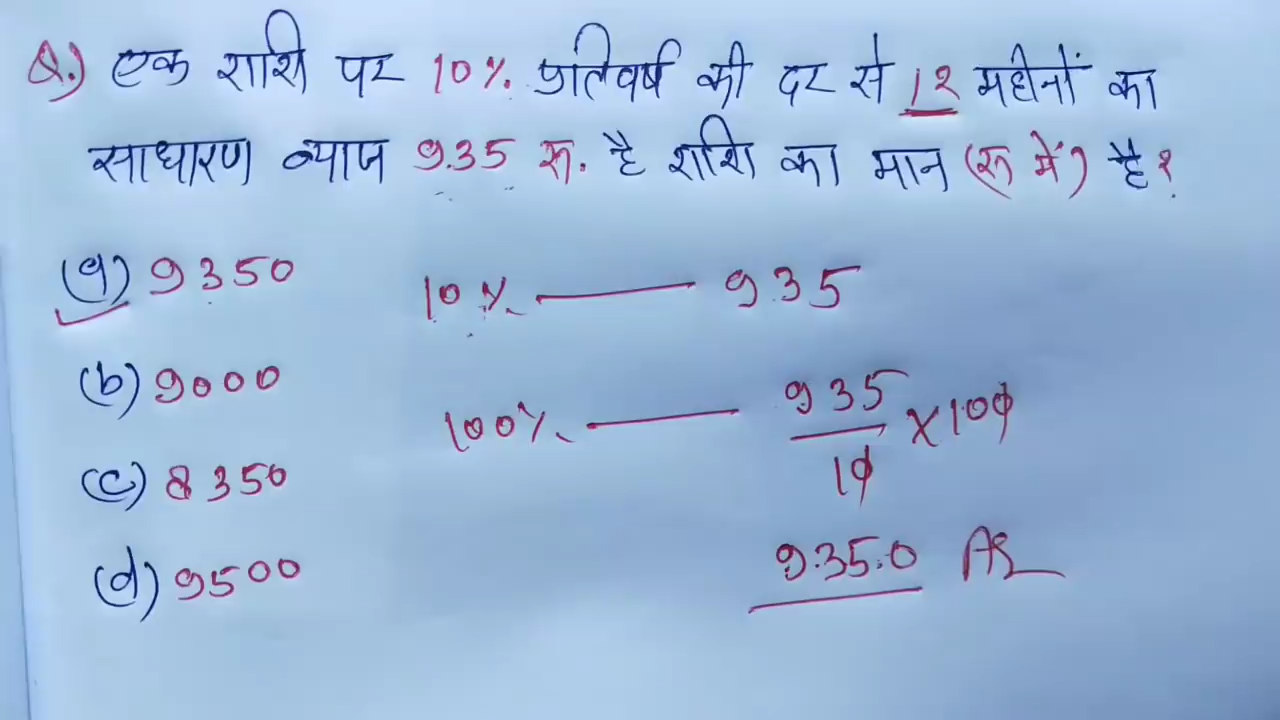 Q.) एक राशि पर 10% प्रतिवर्ष की दर से 12 महीनों का
साधारण ब्याज 935 रू. है राशि का मान (रू में) है?
(a) 9350
(b) 9000
(c) 8350
(d) 9500
10% — 935
100% — 935/10 x 100
9350 As